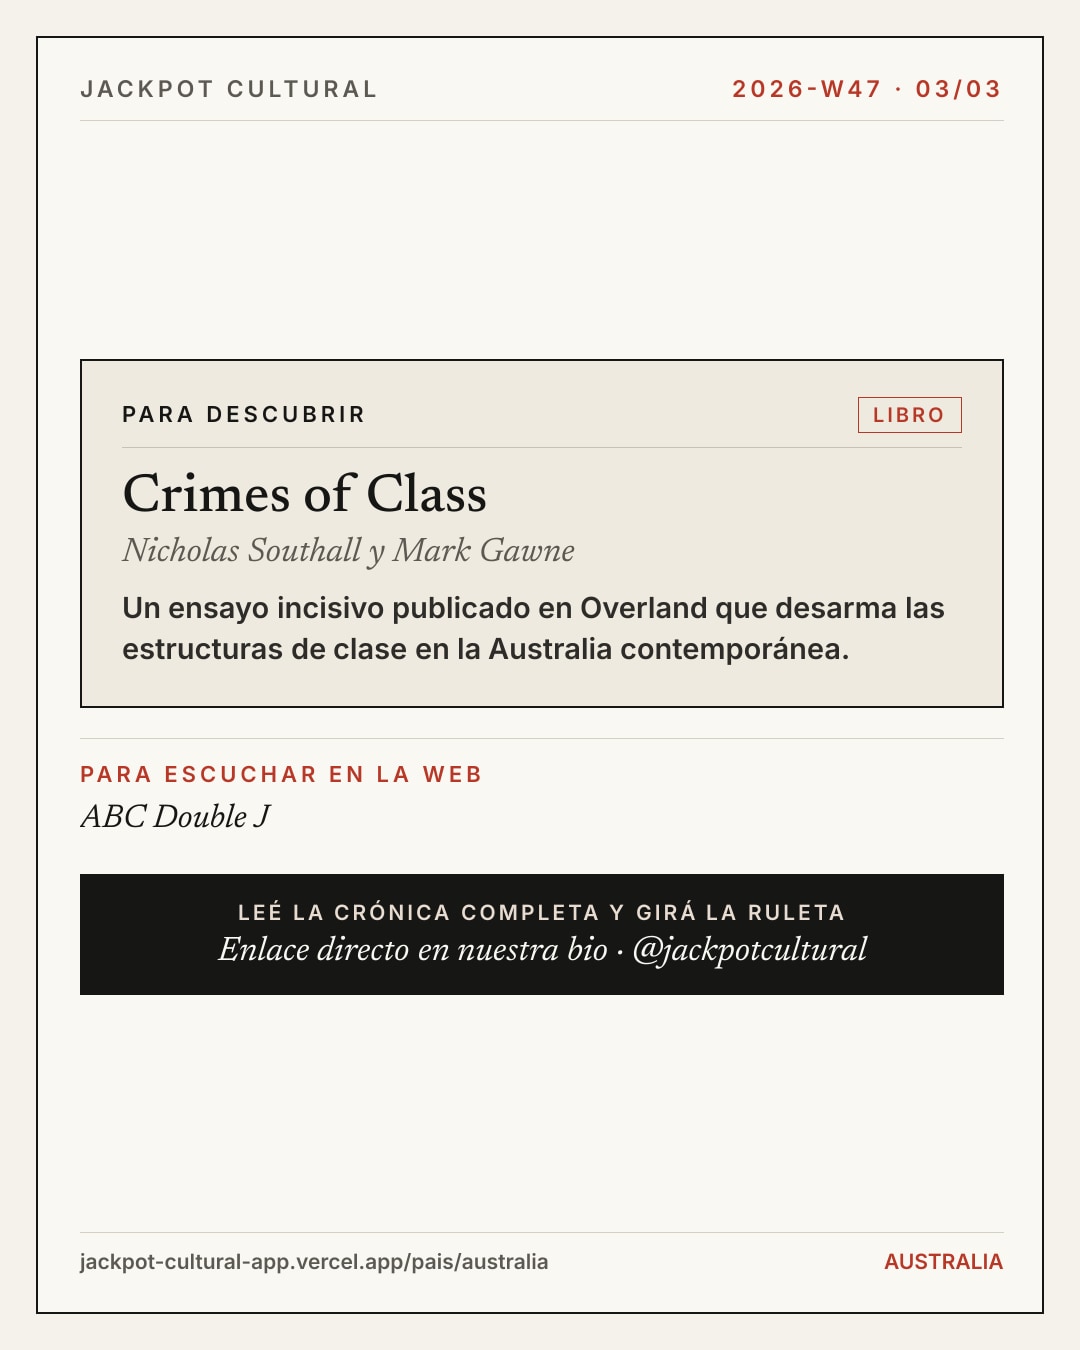 JACKPOT CULTURAL
2026-W47 · 03/03
PARA DESCUBRIR
LIBRO
Crimes of Class
Nicholas Southall y Mark Gawne
Un ensayo incisivo publicado en Overland que desarma las
estructuras de clase en la Australia contemporánea.
PARA ESCUCHAR EN LA WEB
ABC Double J
LEÉ LA CRÓNICA COMPLETA Y GIRÁ LA RULETA
Enlace directo en nuestra bio · @jackpotcultural
jackpot-cultural-app.vercel.app/pais/australia
AUSTRALIA